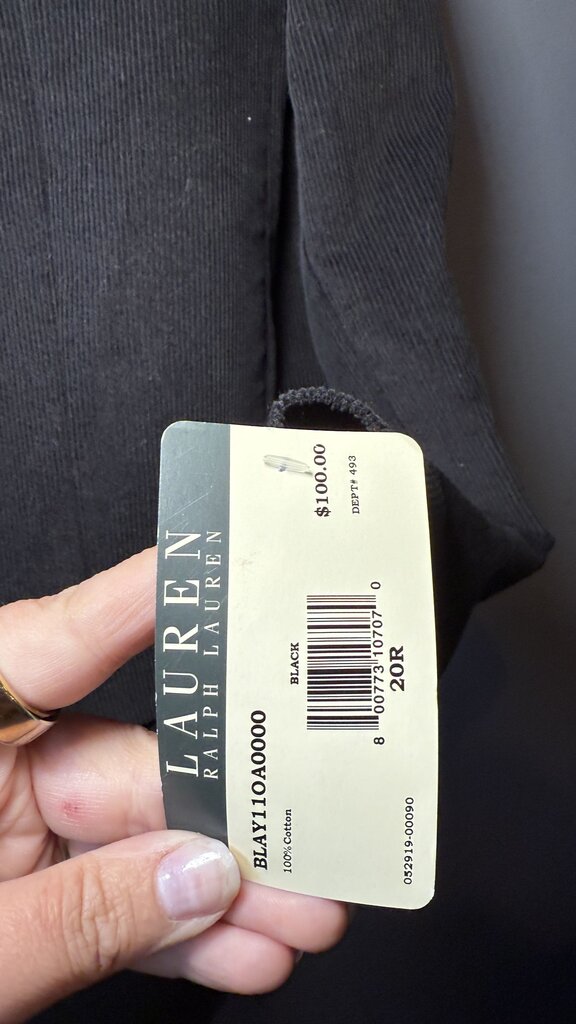 LAUREN
RALPH LAUREN
BLAY11OA0000
100% Cotton
BLACK
$100.00
DEPT# 493
8 00773 10707 0
20R
052919-00090